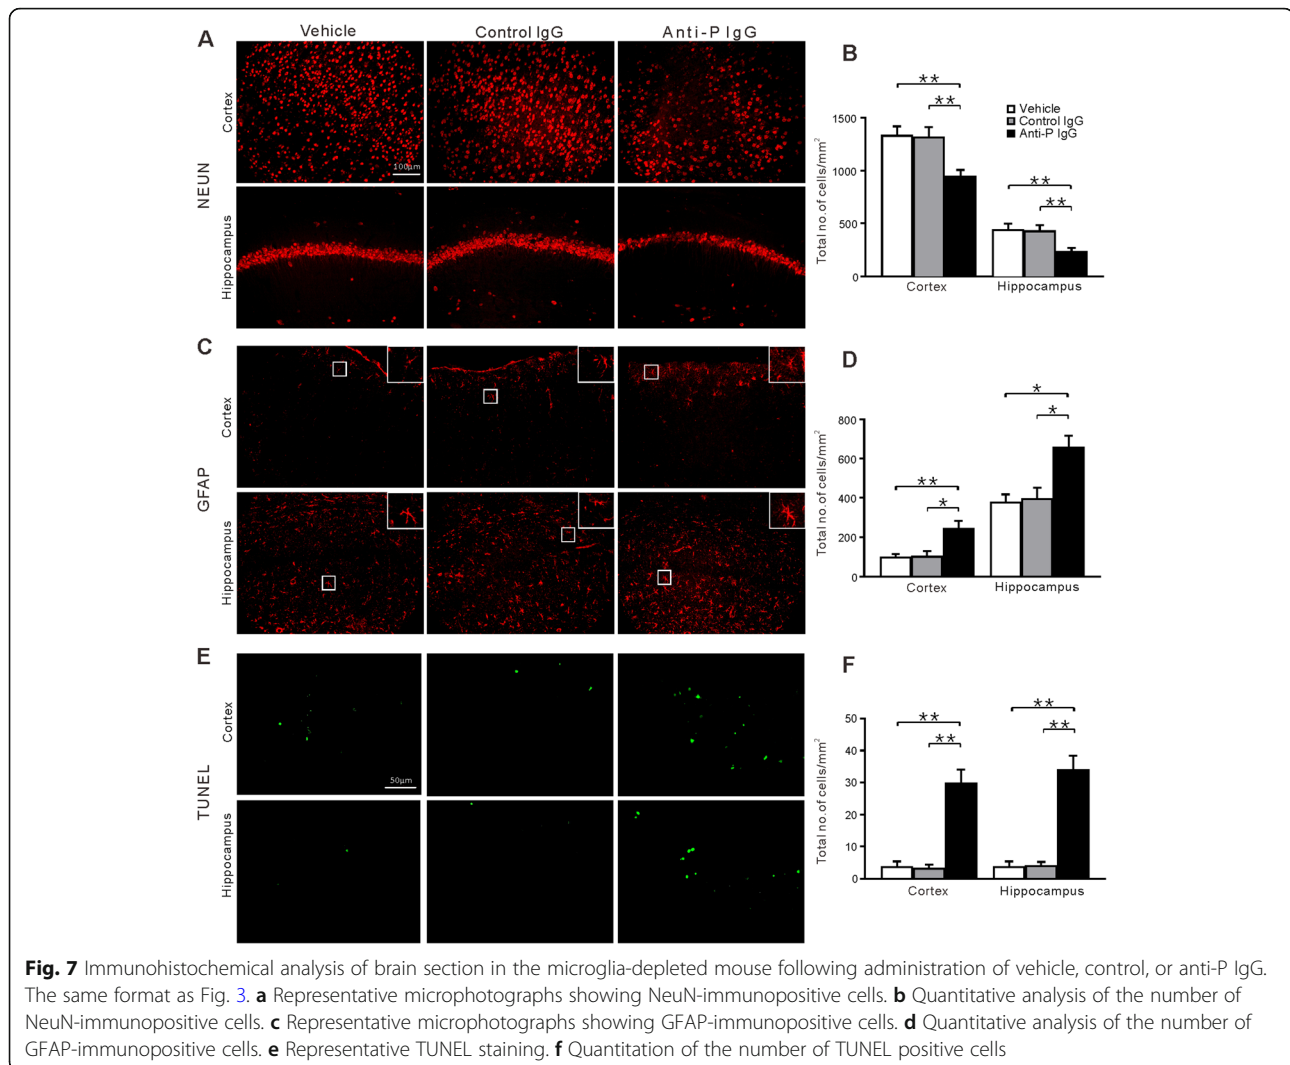 A
Vehicle
Control IgG
Anti-P IgG
NEUN
Cortex
100μm
Hippocampus
B
Total no.of cells/mm²
1500
1000
500
0
** 
**
**
**
Vehicle
Control IgG
Anti-P IgG
Cortex
Hippocampus
C
GFAP
Cortex
Hippocampus
D
Total no.of cells/mm²
800
600
400
200
0
**
*
*
*
Cortex
Hippocampus
E
TUNEL
Cortex
50μm
Hippocampus
F
Total no.of cells/mm²
50
40
30
20
10
0
**
**
**
**
Cortex
Hippocampus
Fig. 7 Immunohistochemical analysis of brain section in the microglia-depleted mouse following administration of vehicle, control, or anti-P IgG.
The same format as Fig. 3. a Representative microphotographs showing NeuN-immunopositive cells. b Quantitative analysis of the number of
NeuN-immunopositive cells. c Representative microphotographs showing GFAP-immunopositive cells. d Quantitative analysis of the number of
GFAP-immunopositive cells. e Representative TUNEL staining. f Quantitation of the number of TUNEL positive cells